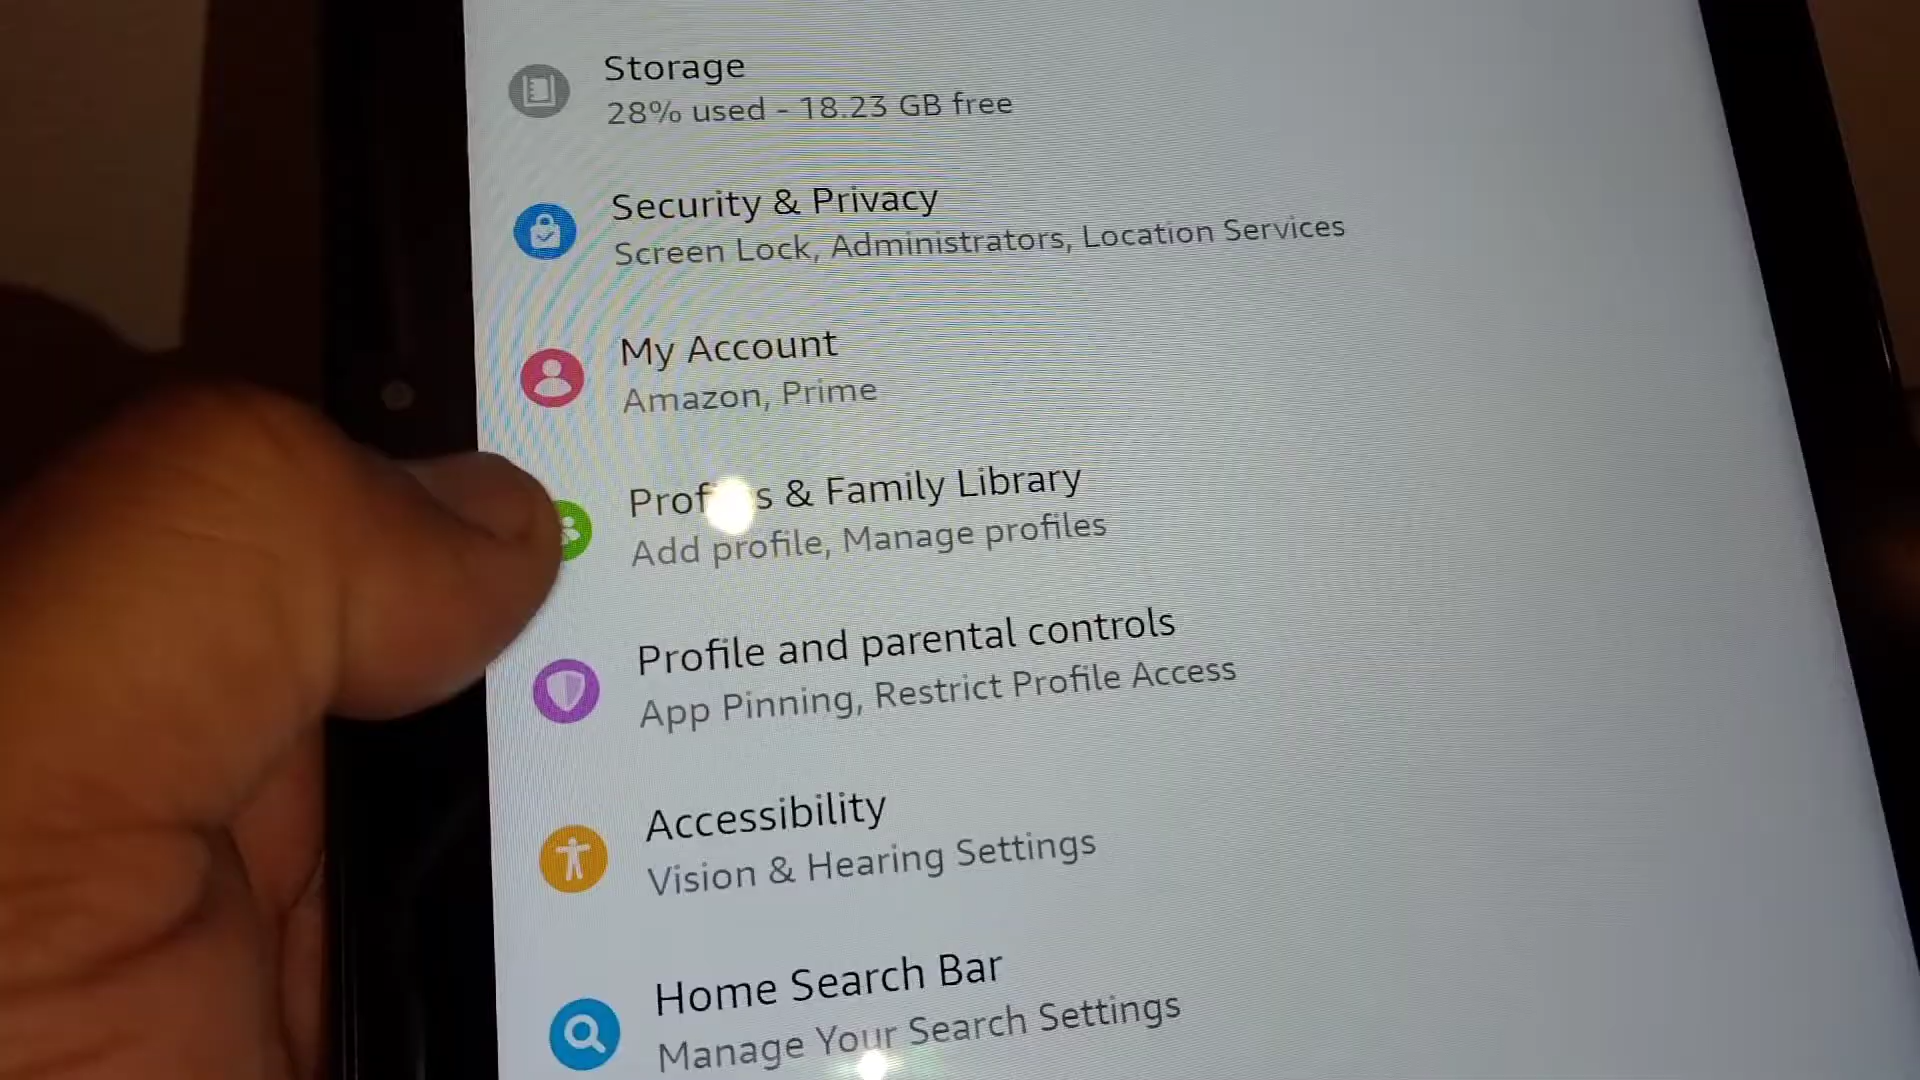 Storage
28% used - 18.23 GB free
Security & Privacy
Screen Lock, Administrators, Location Services
My Account
Amazon, Prime
& Family Library
Add profile, Manage profiles
Profile and parental controls
App Pinning, Restrict Profile Access
Accessibility
Vision & Hearing Settings
Home Search Bar
Manage Your Search Settings